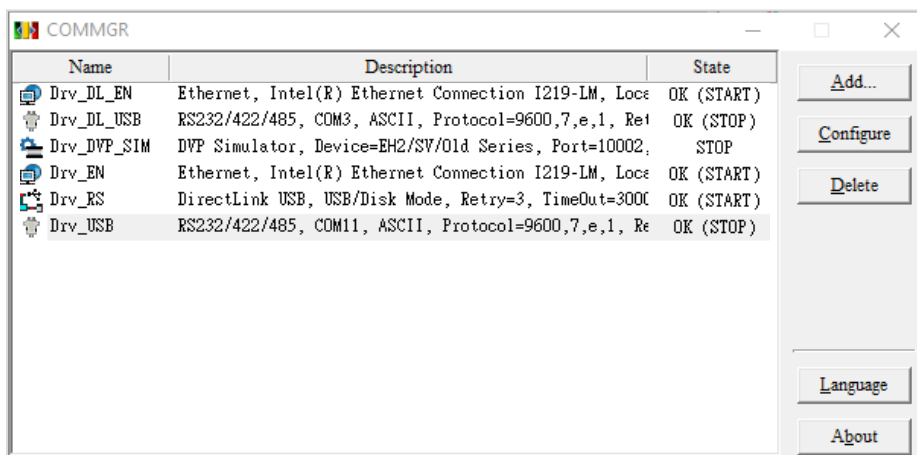 COMMGR
Name Description State
Drv_DL_EN Ethernet, Intel(R) Ethernet Connection I219-LM, Loca OK (START)
Drv_DL_USB RS232/422/485, COM3, ASCII, Protocol=9600,7,e,1, Ret OK (STOP)
Drv_DVP_SIM DVP Simulator, Device=EH2/SV/Old Series, Port=10002, STOP
Drv_EN Ethernet, Intel(R) Ethernet Connection I219-LM, Loca OK (START)
Drv_RS DirectLink USB, USB/Disk Mode, Retry=3, TimeOut=3000 OK (START)
Drv_USB RS232/422/485, COM11, ASCII, Protocol=9600,7,e,1, Re OK (STOP)
Add...
Configure
Delete
Language
About